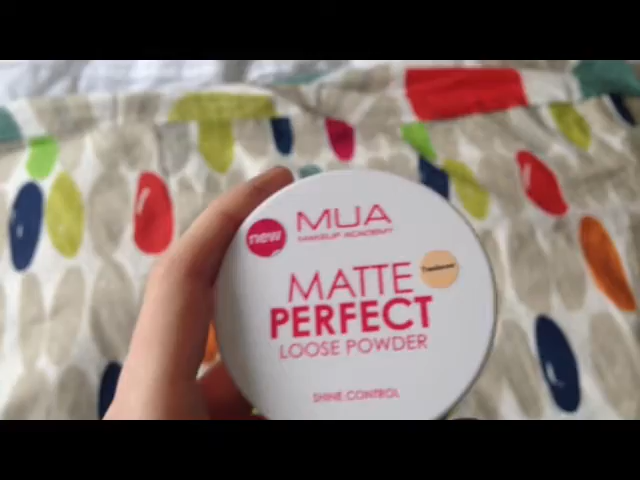 new
MUA
MAKEUP ACADEMY
MATTE
PERFECT
LOOSE POWDER
SHINE CONTROL